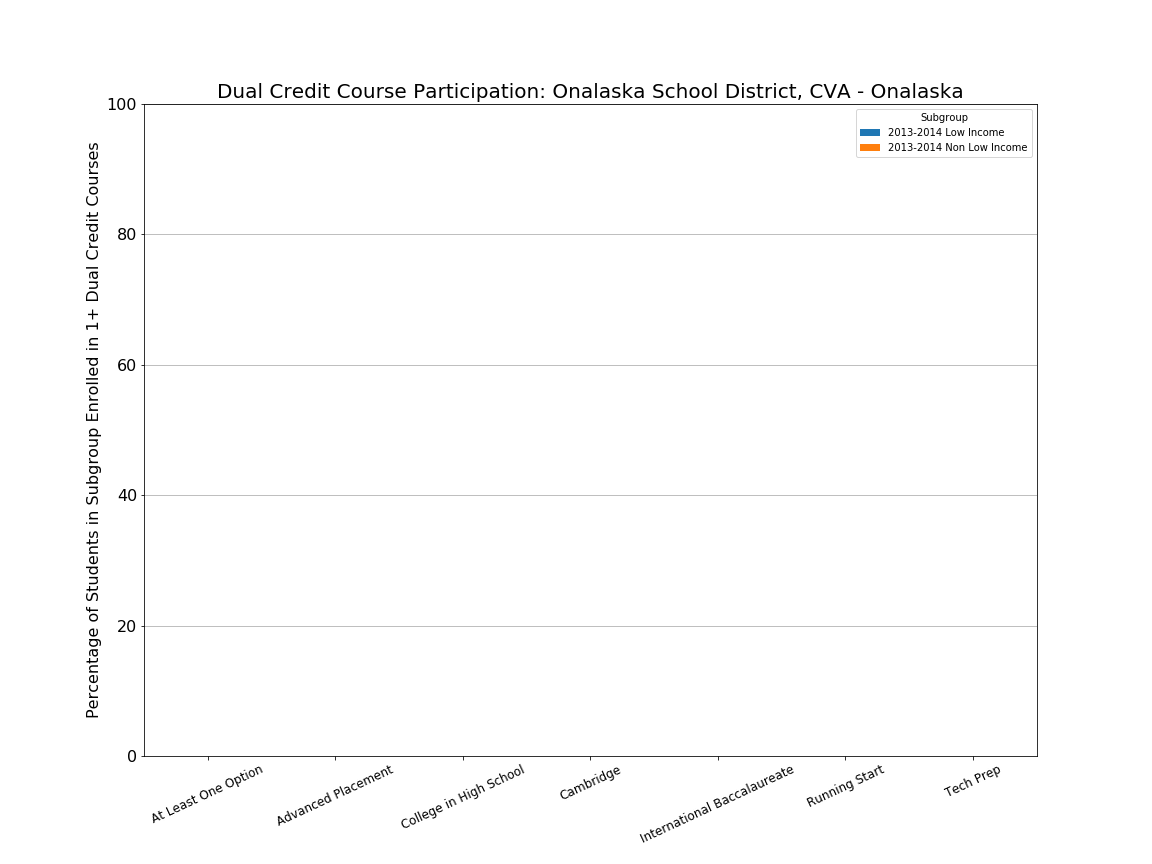 Dual Credit Course Participation: Onalaska School District, CVA - Onalaska
Percentage of Students in Subgroup Enrolled in 1+ Dual Credit Courses
100
80
60
40
20
0
Subgroup
2013-2014 Low Income
2013-2014 Non Low Income
At Least One Option
Advanced Placement
College in High School
Cambridge
International Baccalaureate
Running Start
Tech Prep